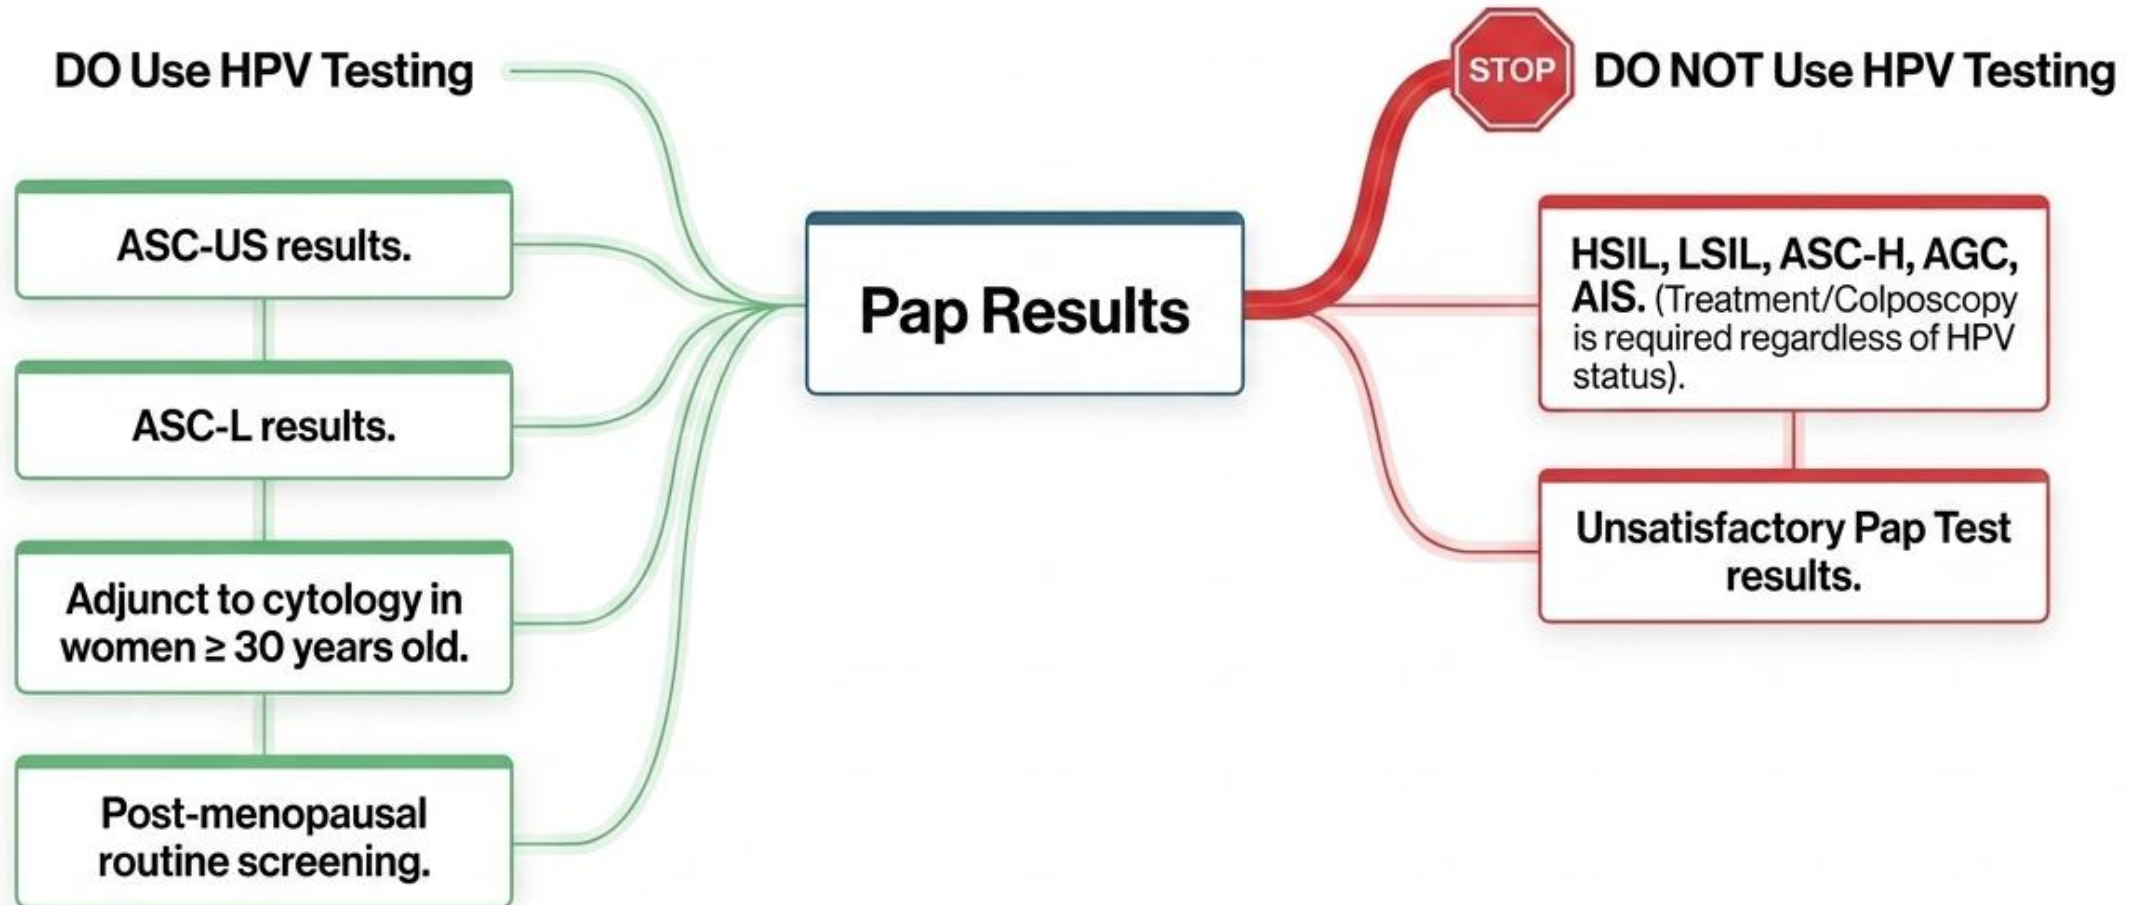 DO Use HPV Testing
ASC-US results.
ASC-L results.
Adjunct to cytology in
women ≥ 30 years old.
Post-menopausal
routine screening.
Pap Results
STOP
DO NOT Use HPV Testing
HSIL, LSIL, ASC-H, AGC,
AIS. (Treatment/Colposcopy
is required regardless of HPV
status).
Unsatisfactory Pap Test
results.